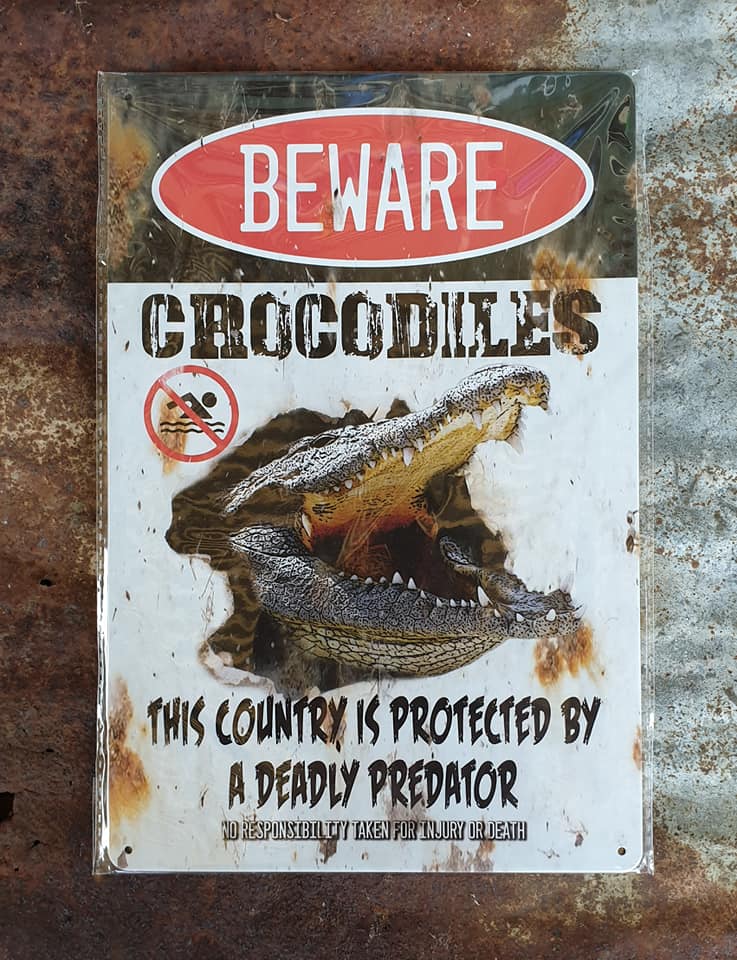 BEWARE
CROCODILES
THIS COUNTRY IS PROTECTED BY
A DEADLY PREDATOR
NO RESPONSIBILITY TAKEN FOR INJURY OR DEATH